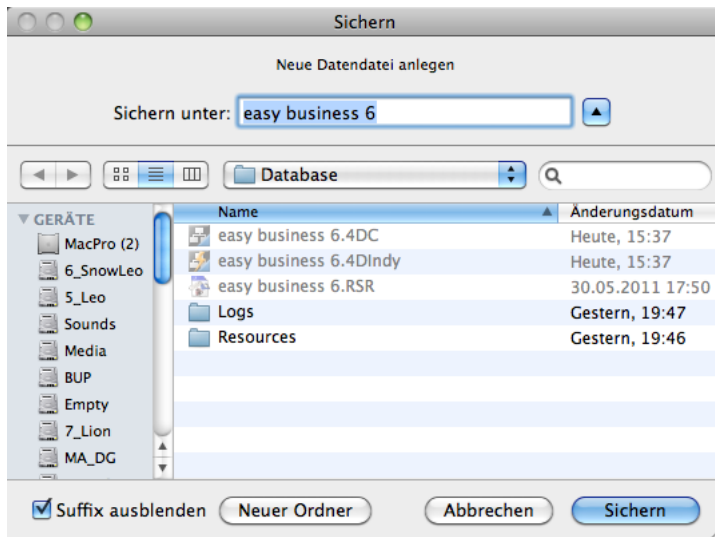 Sichern
Neue Datendatei anlegen
Sichern unter: easy business 6
Database
GERÄTE
MacPro (2)
6_SnowLeo
5_Leo
Sounds
Media
BUP
Empty
7_Lion
MA_DG
Name Änderungsdatum
easy business 6.4DC Heute, 15:37
easy business 6.4DIndy Heute, 15:37
easy business 6.RSR 30.05.2011 17:50
Logs Gestern, 19:47
Resources Gestern, 19:46
Suffix ausblenden Neuer Ordner Abbrechen Sichern